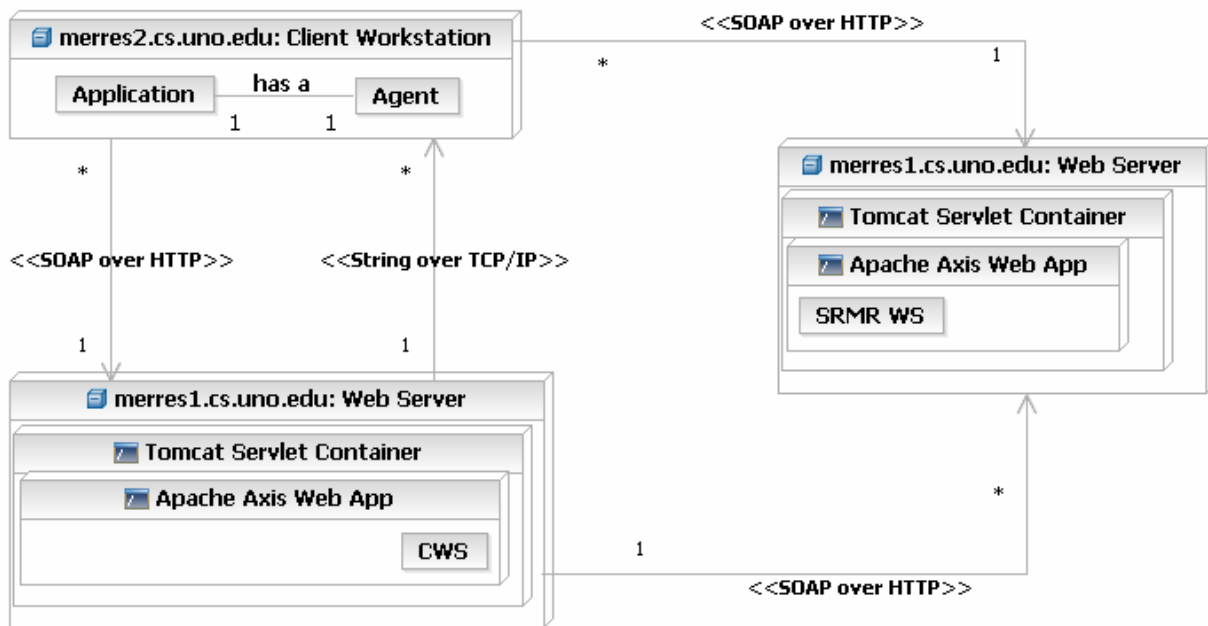 <<SOAP over HTTP>>
merres2.cs.uno.edu: Client Workstation
*
1
Application
has a
Agent
1
1
merres1.cs.uno.edu: Web Server
*
*
Tomcat Servlet Container
<<SOAP over HTTP>>
<<String over TCP/IP>>
Apache Axis Web App
SRMR WS
1
1
merres1.cs.uno.edu: Web Server
Tomcat Servlet Container
Apache Axis Web App
*
CWS
1
<<SOAP over HTTP>>